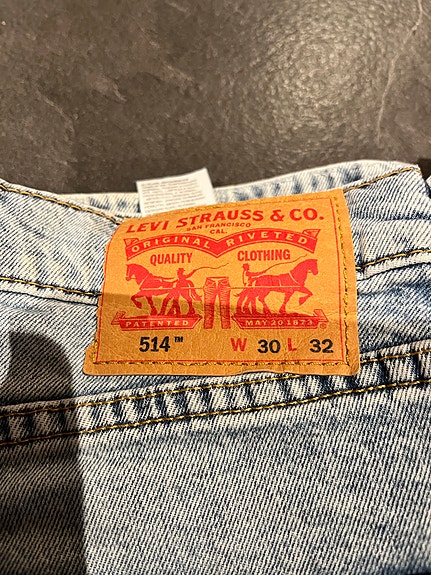 LEVI STRAUSS & CO.
SAN FRANCISCO
CAL.
ORIGINAL RIVETED
QUALITY CLOTHING
PATENTED MAY 20 1873
514™ W 30 L 32